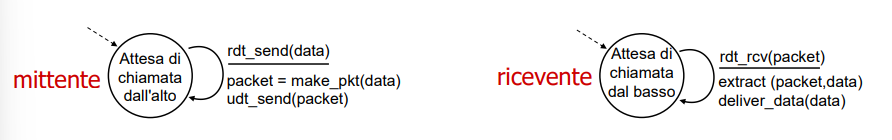 mittente
Attesa di
chiamata
dall'alto
rdt_send(data)
packet = make_pkt(data)
udt_send(packet)
ricevente
Attesa di
chiamata
dal basso
rdt_rcv(packet)
extract (packet,data)
deliver_data(data)